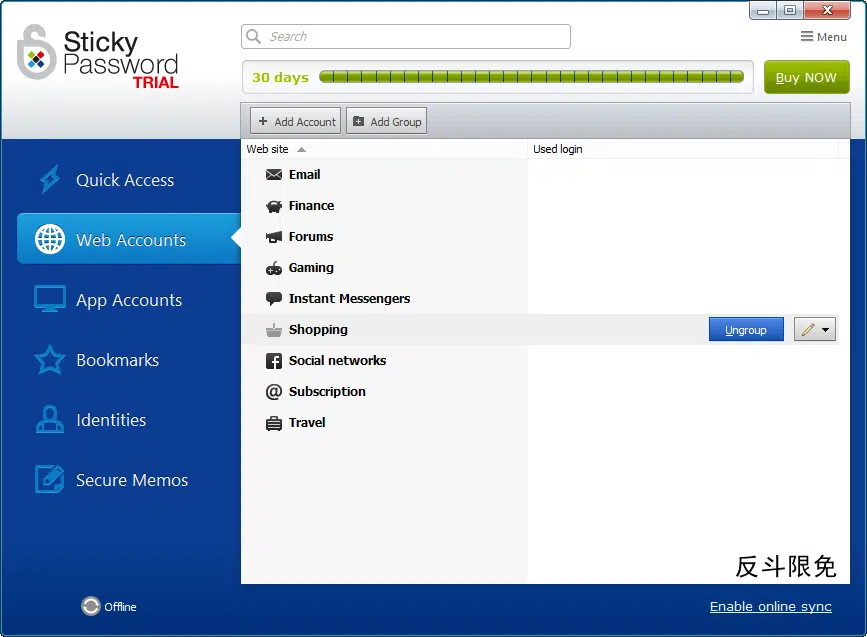 Sticky
Password
TRIAL
Search
Menu
30 days
Buy NOW
Add Account
Add Group
Web site
Used login
Quick Access
Web Accounts
App Accounts
Bookmarks
Identities
Secure Memos
Email
Finance
Forums
Gaming
Instant Messengers
Shopping
Ungroup
Social networks
Subscription
Travel
反斗限免
Offline
Enable online sync